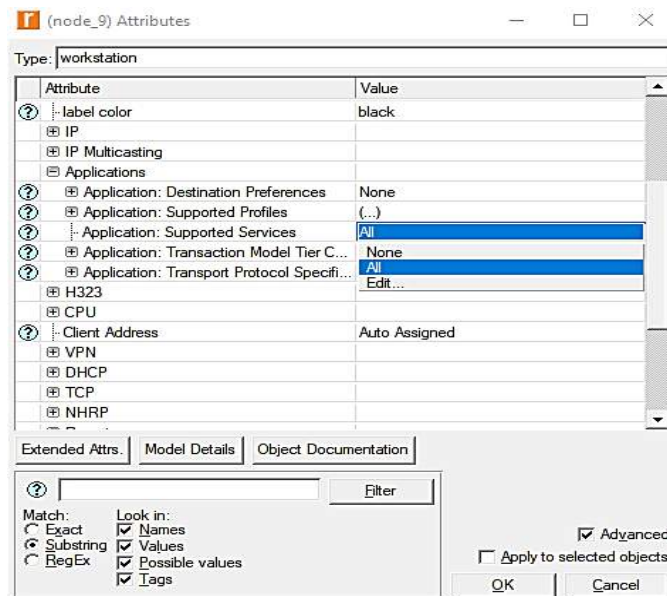 (node_9) Attributes
Type: workstation
Attribute Value
label color black
IP
IP Multicasting
Applications
Application: Destination Preferences None
Application: Supported Profiles (...)
Application: Supported Services All
Application: Transaction Model Tier C... None
All
Application: Transport Protocol Specifi... Edit...
H323
CPU
Client Address Auto Assigned
VPN
DHCP
TCP
NHRP
Extended Attrs. Model Details Object Documentation
Filter
Match: Look in:
Exact Names
Substring Values
RegEx Possible values
Tags
Advanced
Apply to selected objects
OK Cancel